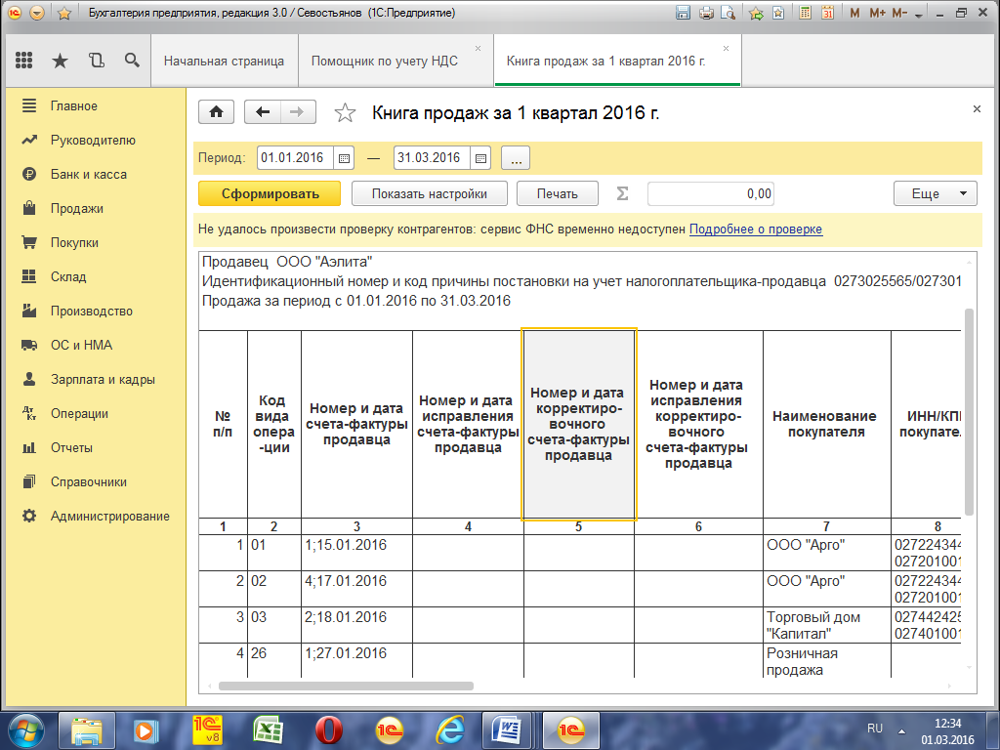 Бухгалтерия предприятия, редакция 3.0 / Севостьянов (1С:Предприятие)
M M+ M-
Начальная страница
Помощник по учету НДС
Книга продаж за 1 квартал 2016 г.
Главное
Руководителю
Банк и касса
Продажи
Покупки
Склад
Производство
ОС и НМА
Зарплата и кадры
Операции
Отчеты
Справочники
Администрирование
Книга продаж за 1 квартал 2016 г.
Период: 01.01.2016 — 31.03.2016 ...
Сформировать Показать настройки Печать Σ 0,00 Еще
Не удалось произвести проверку контрагентов: сервис ФНС временно недоступен Подробнее о проверке
Продавец ООО "Аэлита"
Идентификационный номер и код причины постановки на учет налогоплательщика-продавца 0273025565/027301
Продажа за период с 01.01.2016 по 31.03.2016
№
п/п
Код
вида
опера
-ции
Номер и дата
счета-фактуры
продавца
Номер и дата
исправления
счета-фактуры
продавца
Номер и дата
корректиро-
вочного
счета-фактуры
продавца
Номер и дата
исправления
корректиро-
вочного
счета-фактуры
продавца
Наименование
покупателя
ИНН/КПП
покупател
1 2 3 4 5 6 7 8
1 01 1;15.01.2016 ООО "Арго" 027224344
027201001
2 02 4;17.01.2016 ООО "Арго" 027224344
027201001
3 03 2;18.01.2016 Торговый дом 027442425
"Капитал" 027401001
4 26 1;27.01.2016 Розничная
продажа
RU
12:34
01.03.2016